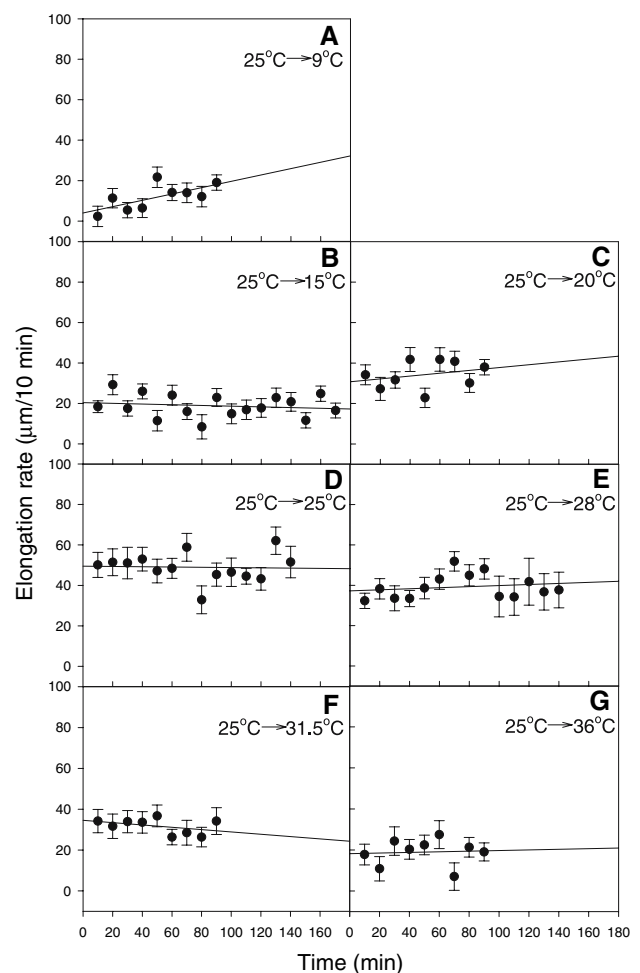 A
25°C→9°C
100
80
60
40
20
0
B
25°C→15°C
100
80
60
40
20
0
C
25°C→20°C
D
25°C→25°C
100
80
60
40
20
0
E
25°C→28°C
F
25°C→31.5°C
100
80
60
40
20
0
G
25°C→36°C
0 20 40 60 80 100 120 140 160
0 20 40 60 80 100 120 140 160 180
Elongation rate (µm/10 min)
Time (min)